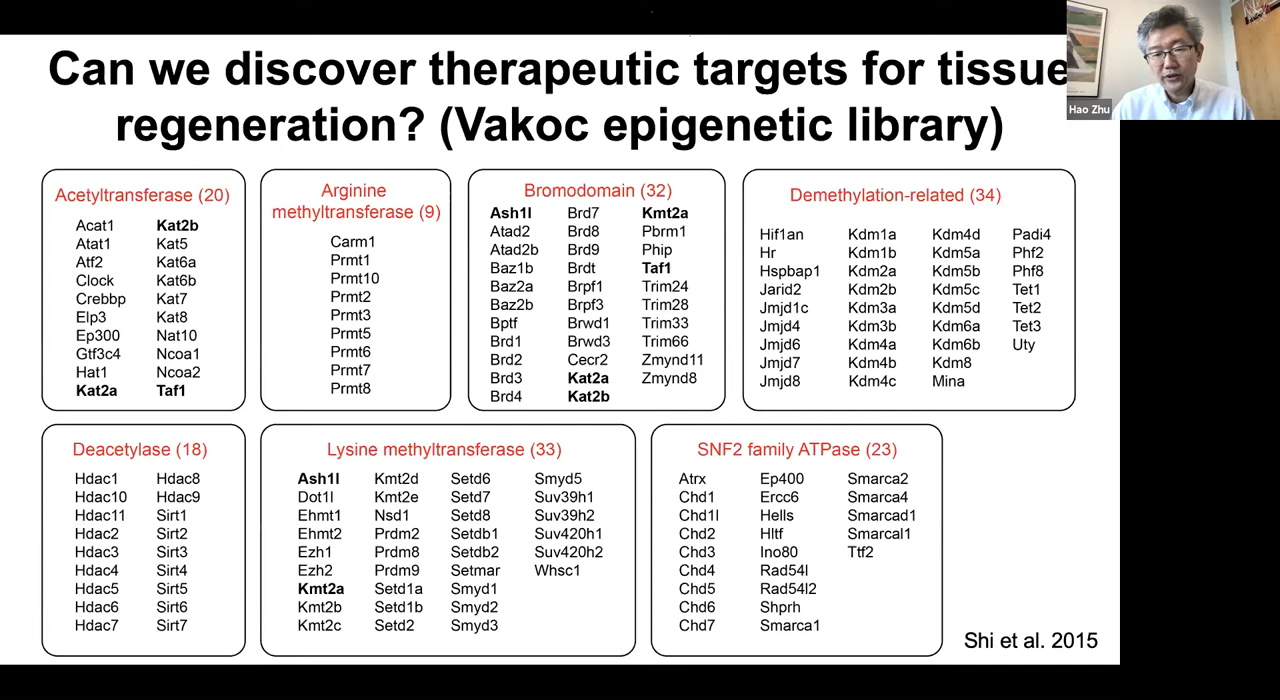 Can we discover therapeutic targets for tissue
regeneration? (Vakoc epigenetic library)
Hao Zhu
Acetyltransferase (20)
Acat1 Kat2b
Atat1 Kat5
Atf2 Kat6a
Clock Kat6b
Crebbp Kat7
Elp3 Kat8
Ep300 Nat10
Gtf3c4 Ncoa1
Hat1 Ncoa2
Kat2a Taf1
Arginine
methyltransferase (9)
Carm1
Prmt1
Prmt10
Prmt2
Prmt3
Prmt5
Prmt6
Prmt7
Prmt8
Bromodomain (32)
Ash1l Brd7 Kmt2a
Atad2 Brd8 Pbrm1
Atad2b Brd9 Phip
Baz1b Brdt Taf1
Baz2a Brpf1 Trim24
Baz2b Brpf3 Trim28
Bptf Brwd1 Trim33
Brd1 Brwd3 Trim66
Brd2 Cecr2 Zmynd11
Brd3 Kat2a Zmynd8
Brd4 Kat2b
Demethylation-related (34)
Hif1an Kdm1a Kdm4d Padi4
Hr Kdm1b Kdm5a Phf2
Hspbap1 Kdm2a Kdm5b Phf8
Jarid2 Kdm2b Kdm5c Tet1
Jmjd1c Kdm3a Kdm5d Tet2
Jmjd4 Kdm3b Kdm6a Tet3
Jmjd6 Kdm4a Kdm6b Uty
Jmjd7 Kdm4b Kdm8
Jmjd8 Kdm4c Mina
Deacetylase (18)
Hdac1 Hdac8
Hdac10 Hdac9
Hdac11 Sirt1
Hdac2 Sirt2
Hdac3 Sirt3
Hdac4 Sirt4
Hdac5 Sirt5
Hdac6 Sirt6
Hdac7 Sirt7
Lysine methyltransferase (33)
Ash1l Kmt2d Setd6 Smyd5
Dot1l Kmt2e Setd7 Suv39h1
Ehmt1 Nsd1 Setd8 Suv39h2
Ehmt2 Prdm2 Setdb1 Suv420h1
Ezh1 Prdm8 Setdb2 Suv420h2
Ezh2 Prdm9 Setmar Whsc1
Kmt2a Setd1a Smyd1
Kmt2b Setd1b Smyd2
Kmt2c Setd2 Smyd3
SNF2 family ATPase (23)
Atrx Ep400 Smarca2
Chd1 Ercc6 Smarca4
Chd1l Hells Smarcad1
Chd2 Hltf Smarcal1
Chd3 Ino80 Ttf2
Chd4 Rad54l
Chd5 Rad54l2
Chd6 Shprh
Chd7 Smarca1
Shi et al. 2015